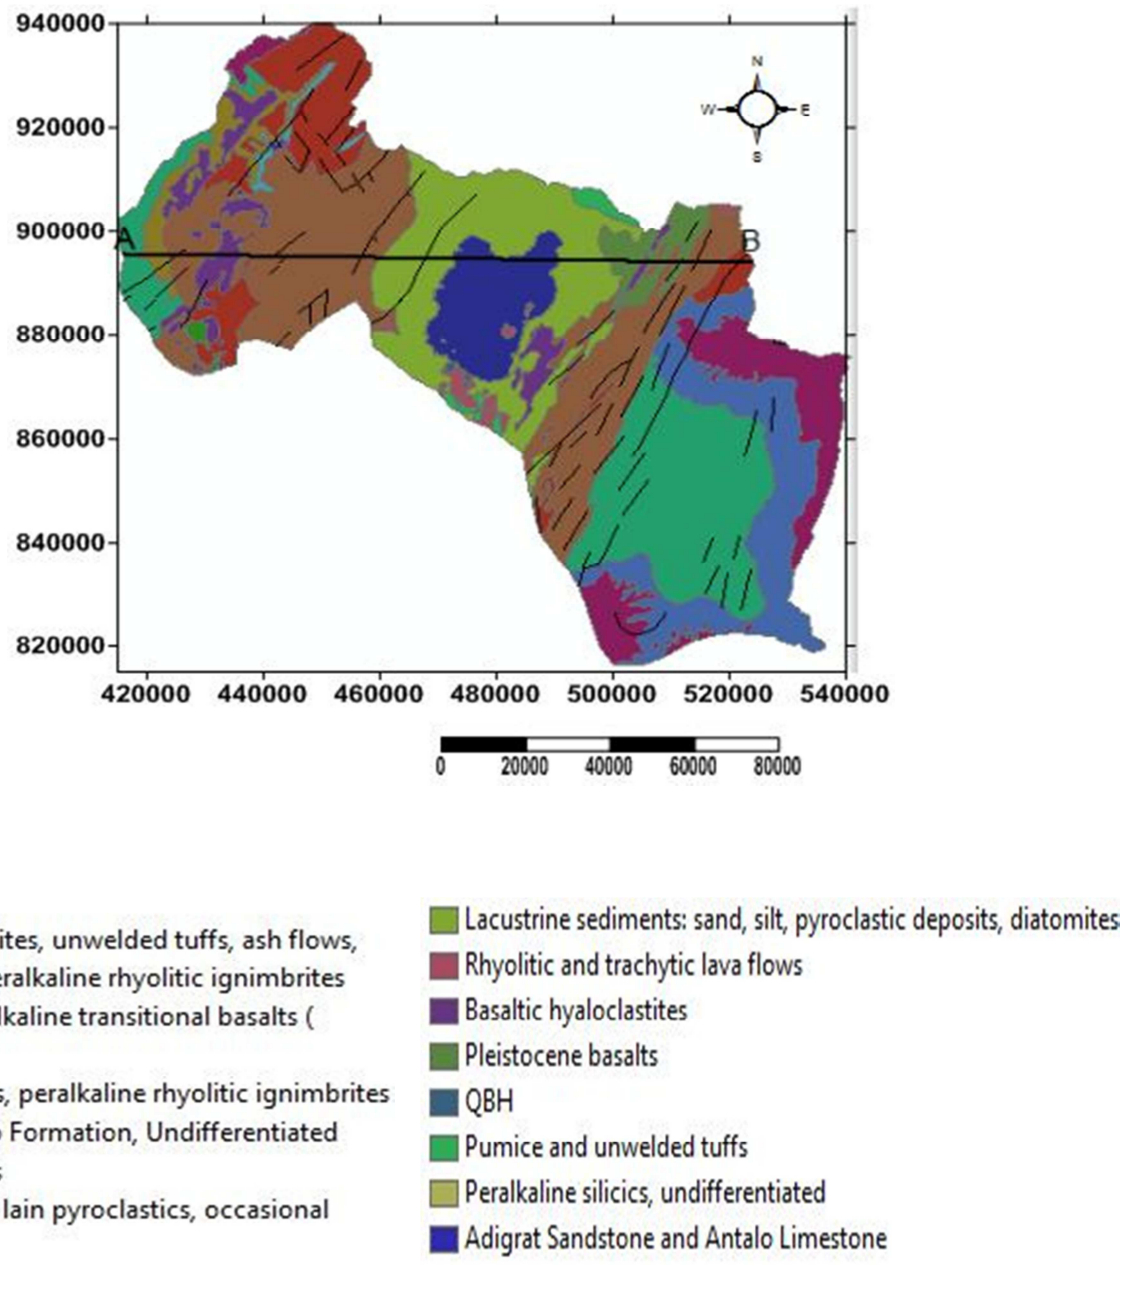 940000
920000
900000
880000
860000
840000
820000
N
W
E
S
A
B
420000 440000 460000 480000 500000 520000 540000
0 20000 40000 60000 80000
ites, unwelded tuffs, ash flows,
eralkaline rhyolitic ignimbrites
lkaline transitional basalts (
s, peralkaline rhyolitic ignimbrites
Formation, Undifferentiated
s
lain pyroclastics, occasional
Lacustrine sediments: sand, silt, pyroclastic deposits, diatomites
Rhyolitic and trachytic lava flows
Basaltic hyaloclastites
Pleistocene basalts
QBH
Pumice and unwelded tuffs
Peralkaline silicics, undifferentiated
Adigrat Sandstone and Antalo Limestone